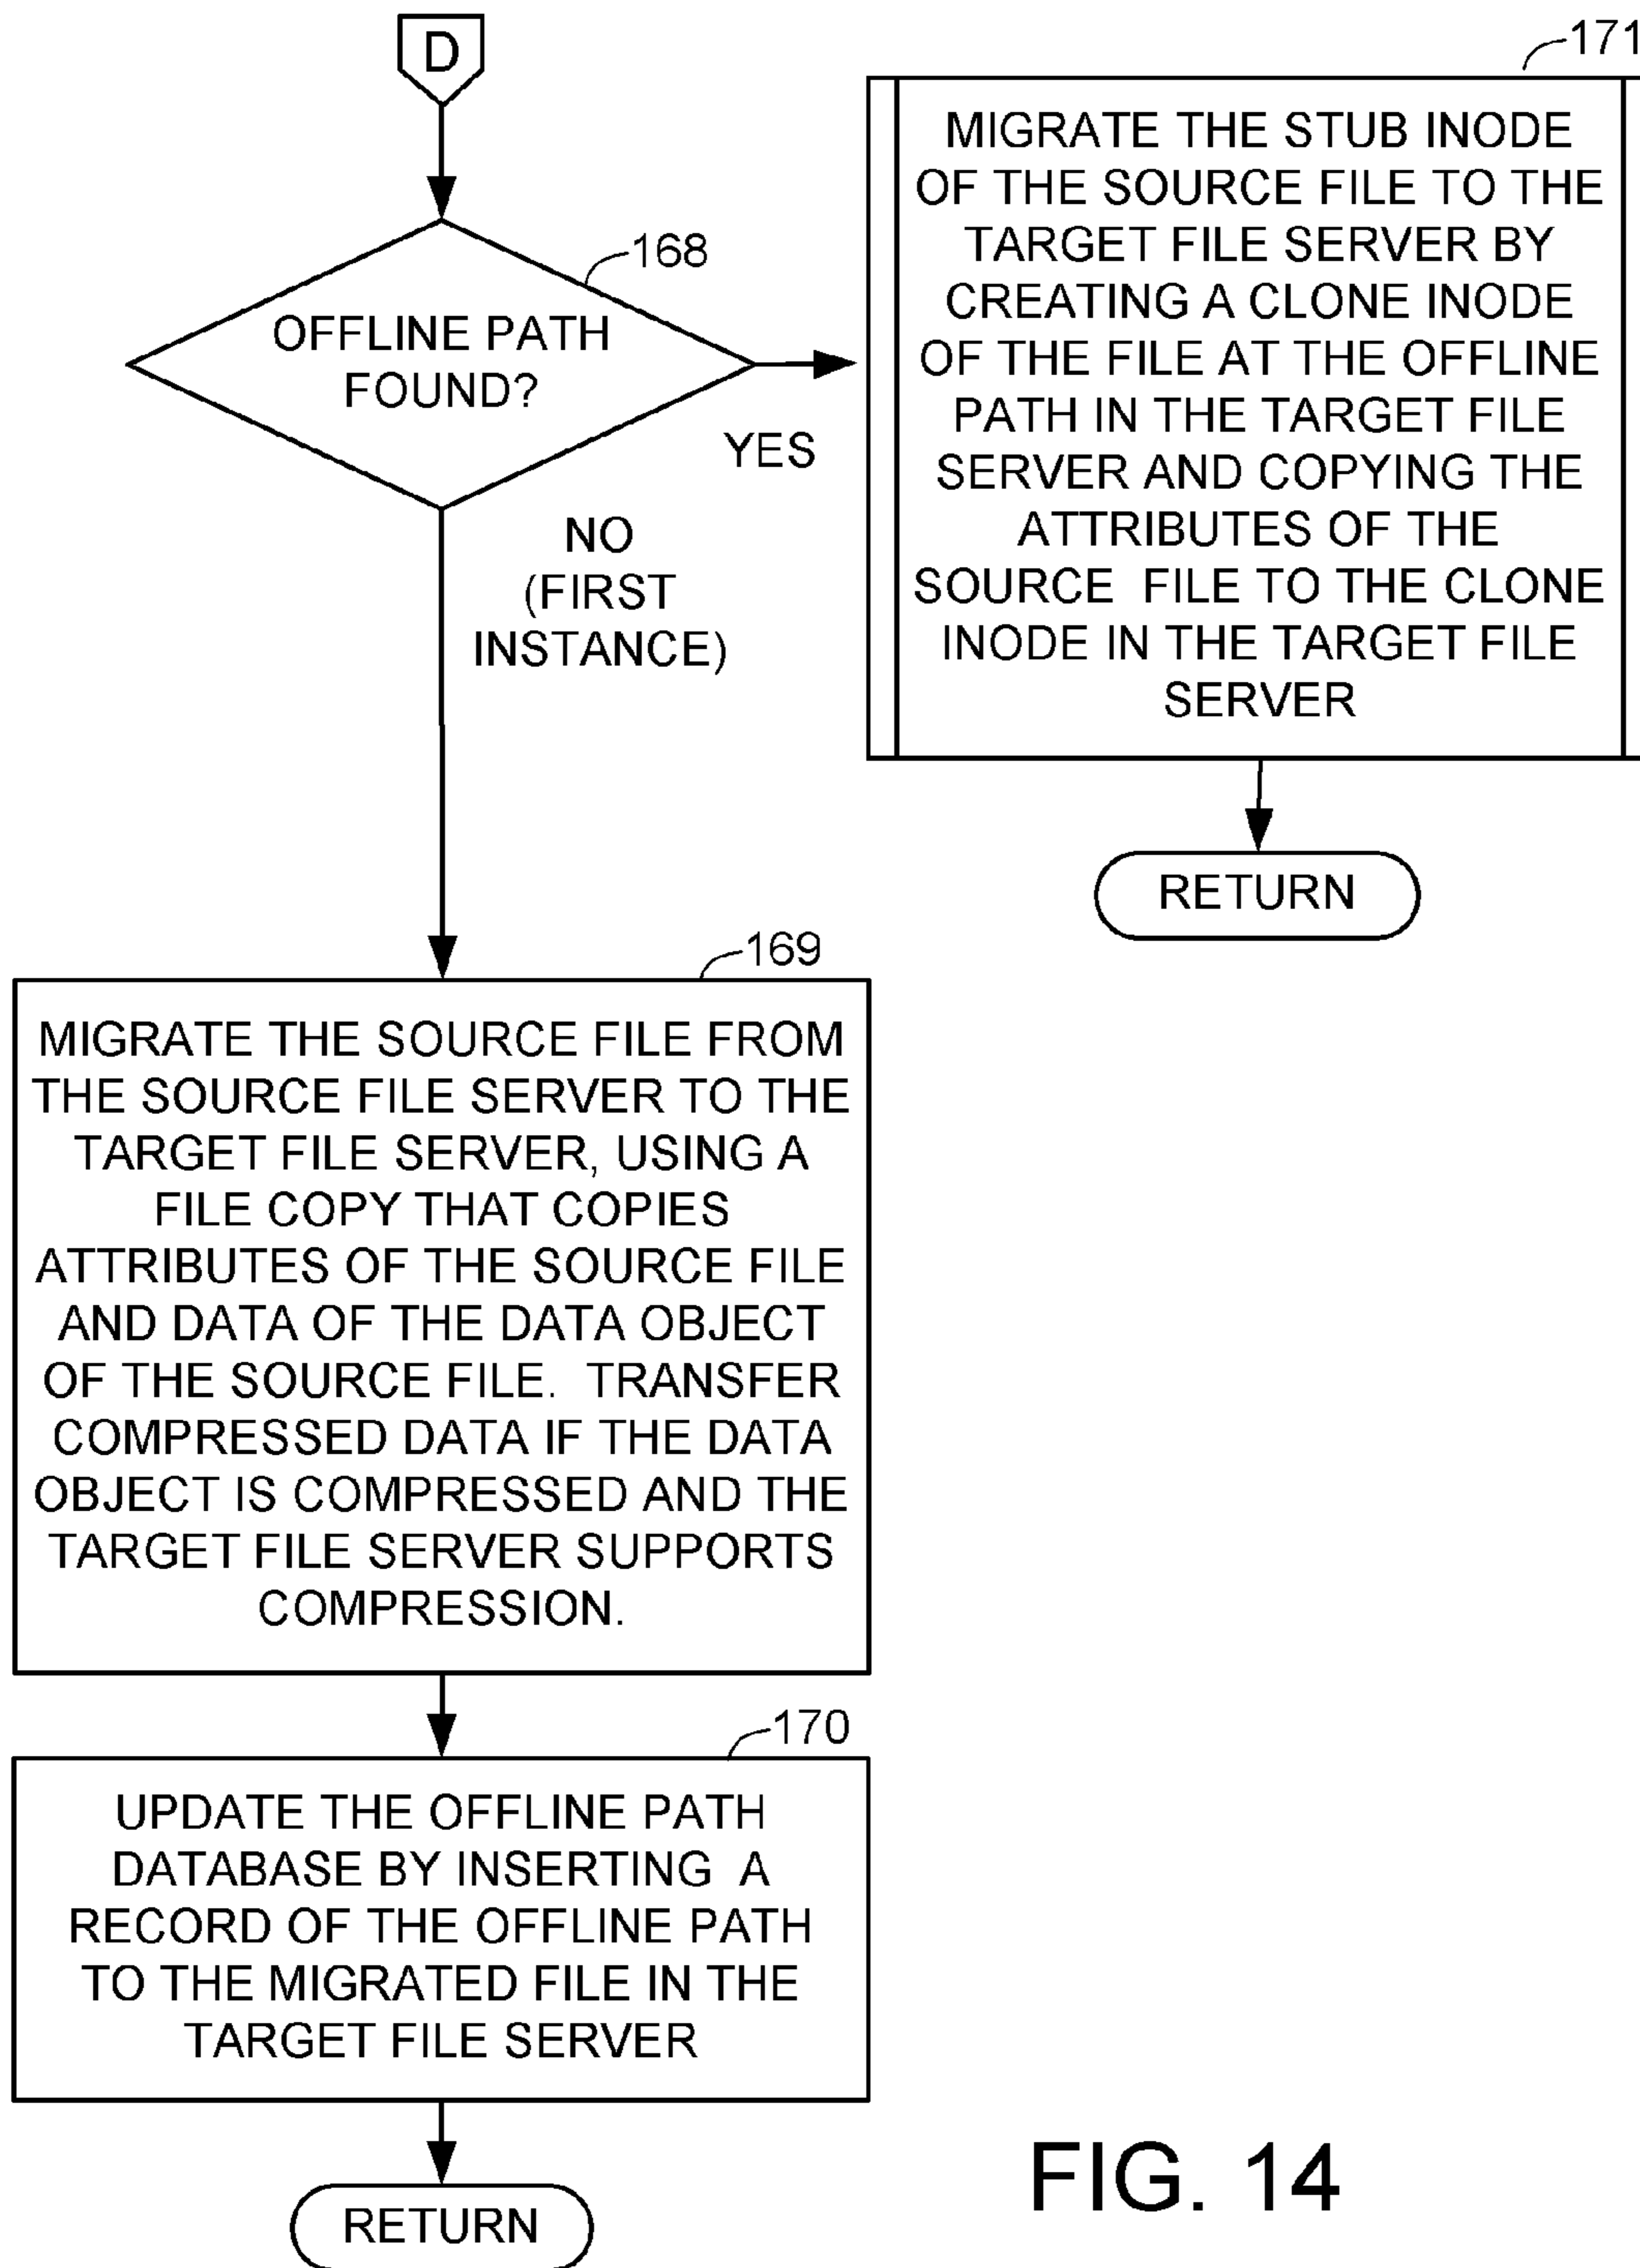 D
168
OFFLINE PATH
FOUND?
YES
NO
(FIRST
INSTANCE)
171
MIGRATE THE STUB INODE
OF THE SOURCE FILE TO THE
TARGET FILE SERVER BY
CREATING A CLONE INODE
OF THE FILE AT THE OFFLINE
PATH IN THE TARGET FILE
SERVER AND COPYING THE
ATTRIBUTES OF THE
SOURCE FILE TO THE CLONE
INODE IN THE TARGET FILE
SERVER
RETURN
169
MIGRATE THE SOURCE FILE FROM
THE SOURCE FILE SERVER TO THE
TARGET FILE SERVER, USING A
FILE COPY THAT COPIES
ATTRIBUTES OF THE SOURCE FILE
AND DATA OF THE DATA OBJECT
OF THE SOURCE FILE. TRANSFER
COMPRESSED DATA IF THE DATA
OBJECT IS COMPRESSED AND THE
TARGET FILE SERVER SUPPORTS
COMPRESSION.
170
UPDATE THE OFFLINE PATH
DATABASE BY INSERTING A
RECORD OF THE OFFLINE PATH
TO THE MIGRATED FILE IN THE
TARGET FILE SERVER
RETURN
FIG. 14